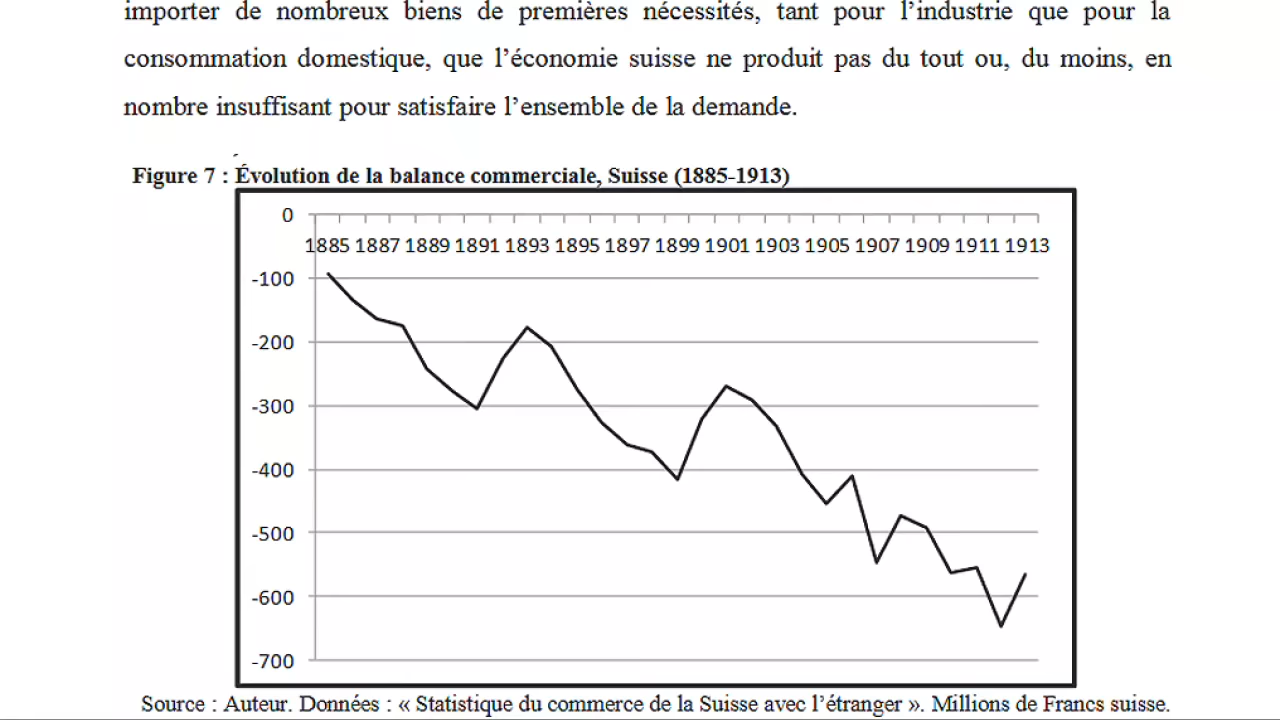 importer de nombreux biens de premières nécessités, tant pour l'industrie que pour la
consommation domestique, que l'économie suisse ne produit pas du tout ou, du moins, en
nombre insuffisant pour satisfaire l'ensemble de la demande.
Figure 7 : Évolution de la balance commerciale, Suisse (1885-1913)
0
1885 1887 1889 1891 1893 1895 1897 1899 1901 1903 1905 1907 1909 1911 1913
-100
-200
-300
-400
-500
-600
-700
Source : Auteur. Données : « Statistique du commerce de la Suisse avec l'étranger ». Millions de Francs suisse.